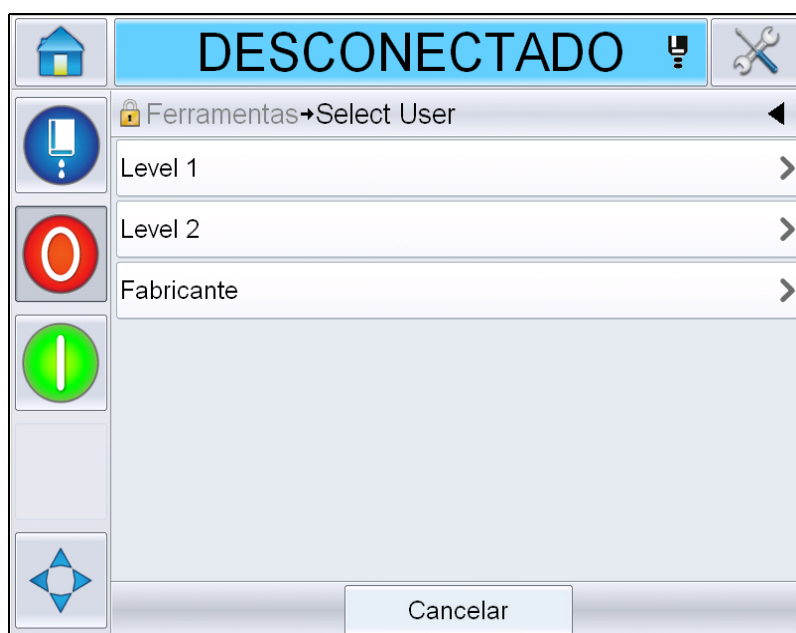 DESCONECTADO
Ferramentas→Select User
Level 1
Level 2
Fabricante
Cancelar